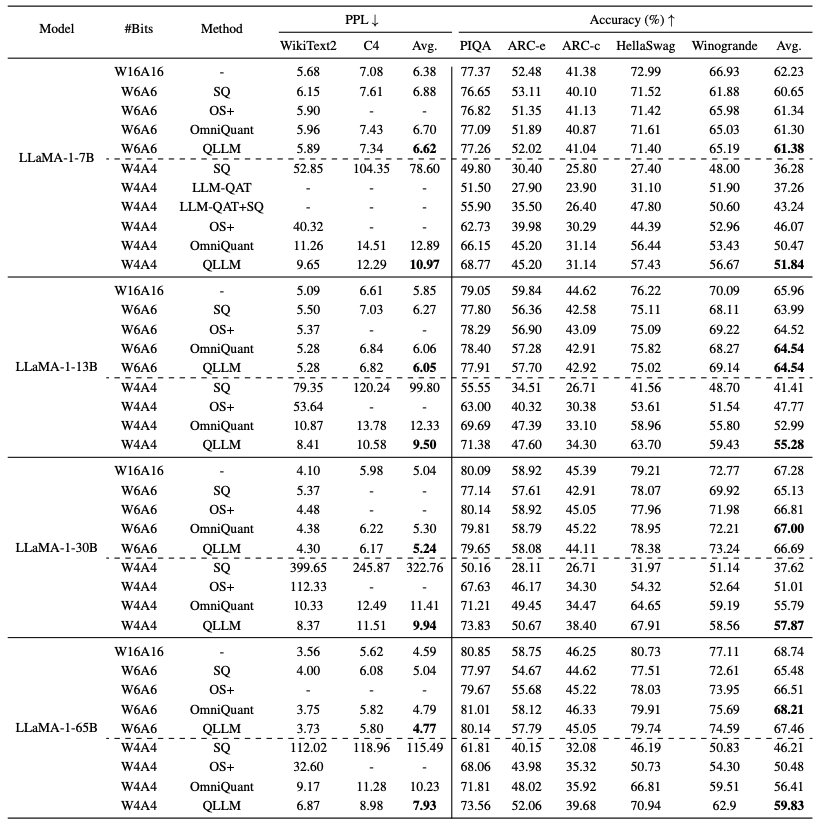 Model #Bits Method PPL ↓ Accuracy (%) ↑
WikiText2 C4 Avg. PIQA ARC-e ARC-c HellaSwag Winogrande Avg.
LLaMA-1-7B
W16A16 - 5.68 7.08 6.38 77.37 52.48 41.38 72.99 66.93 62.23
W6A6 SQ 6.15 7.61 6.88 76.65 53.11 40.10 71.52 61.88 60.65
W6A6 OS+ 5.90 - - 76.82 51.35 41.13 71.42 65.98 61.34
W6A6 OmniQuant 5.96 7.43 6.70 77.09 51.89 40.87 71.61 65.03 61.30
W6A6 QLLM 5.89 7.34 6.62 77.26 52.02 41.04 71.40 65.19 61.38
W4A4 SQ 52.85 104.35 78.60 49.80 30.40 25.80 27.40 48.00 36.28
W4A4 LLM-QAT - - - 51.50 27.90 23.90 31.10 51.90 37.26
W4A4 LLM-QAT+SQ - - - 55.90 35.50 26.40 47.80 50.60 43.24
W4A4 OS+ 40.32 - - 62.73 39.98 30.29 44.39 52.96 46.07
W4A4 OmniQuant 11.26 14.51 12.89 66.15 45.20 31.14 56.44 53.43 50.47
W4A4 QLLM 9.65 12.29 10.97 68.77 45.20 31.14 57.43 56.67 51.84
LLaMA-1-13B
W16A16 - 5.09 6.61 5.85 79.05 59.84 44.62 76.22 70.09 65.96
W6A6 SQ 5.50 7.03 6.27 77.80 56.36 42.58 75.11 68.11 63.99
W6A6 OS+ 5.37 - - 78.29 56.90 43.09 75.09 69.22 64.52
W6A6 OmniQuant 5.28 6.84 6.06 78.40 57.28 42.91 75.82 68.27 64.54
W6A6 QLLM 5.28 6.82 6.05 77.91 57.70 42.92 75.02 69.14 64.54
W4A4 SQ 79.35 120.24 99.80 55.55 34.51 26.71 41.56 48.70 41.41
W4A4 OS+ 53.64 - - 63.00 40.32 30.38 53.61 51.54 47.77
W4A4 OmniQuant 10.87 13.78 12.33 69.69 47.39 33.10 58.96 55.80 52.99
W4A4 QLLM 8.41 10.58 9.50 71.38 47.60 34.30 63.70 59.43 55.28
LLaMA-1-30B
W16A16 - 4.10 5.98 5.04 80.09 58.92 45.39 79.21 72.77 67.28
W6A6 SQ 5.37 - - 77.14 57.61 42.91 78.07 69.92 65.13
W6A6 OS+ 4.48 - - 80.14 58.92 45.05 77.96 71.98 66.81
W6A6 OmniQuant 4.38 6.22 5.30 79.81 58.79 45.22 78.95 72.21 67.00
W6A6 QLLM 4.30 6.17 5.24 79.65 58.08 44.11 78.38 73.24 66.69
W4A4 SQ 399.65 245.87 322.76 50.16 28.11 26.71 31.97 51.14 37.62
W4A4 OS+ 112.33 - - 67.63 46.17 34.30 54.32 52.64 51.01
W4A4 OmniQuant 10.33 12.49 11.41 71.21 49.45 34.47 64.65 59.19 55.79
W4A4 QLLM 8.37 11.51 9.94 73.83 50.67 38.40 67.91 58.56 57.87
LLaMA-1-65B
W16A16 - 3.56 5.62 4.59 80.85 58.75 46.25 80.73 77.11 68.74
W6A6 SQ 4.00 6.08 5.04 77.97 54.67 44.62 77.51 72.61 65.48
W6A6 OS+ - - - 79.67 55.68 45.22 78.03 73.95 66.51
W6A6 OmniQuant 3.75 5.82 4.79 81.01 58.12 46.33 79.91 75.69 68.21
W6A6 QLLM 3.73 5.80 4.77 80.14 57.79 45.05 79.74 74.59 67.46
W4A4 SQ 112.02 118.96 115.49 61.81 40.15 32.08 46.19 50.83 46.21
W4A4 OS+ 32.60 - - 68.06 43.98 35.32 50.73 54.30 50.48
W4A4 OmniQuant 9.17 11.28 10.23 71.81 48.02 35.92 66.81 59.51 56.41
W4A4 QLLM 6.87 8.98 7.93 73.56 52.06 39.68 70.94 62.9 59.83